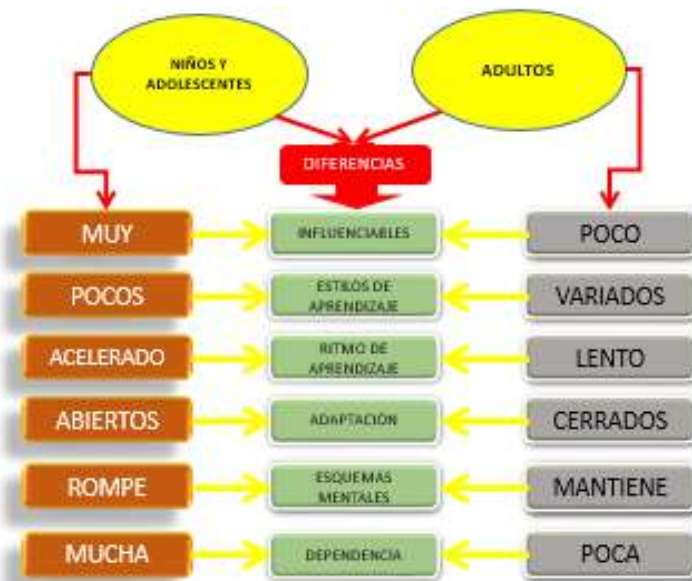 NIÑOS Y
ADOLESCENTES
ADULTOS
DIFERENCIAS
MUY
INFLUENCIABLES
POCO
POCOS
ESTILOS DE
APRENDIZAJE
VARIADOS
ACELERADO
RITMO DE
APRENDIZAJE
LENTO
ABIERTOS
ADAPTACIÓN
CERRADOS
ROMPE
ESQUEMAS
MENTALES
MANTIENE
MUCHA
DEPENDENCIA
POCA